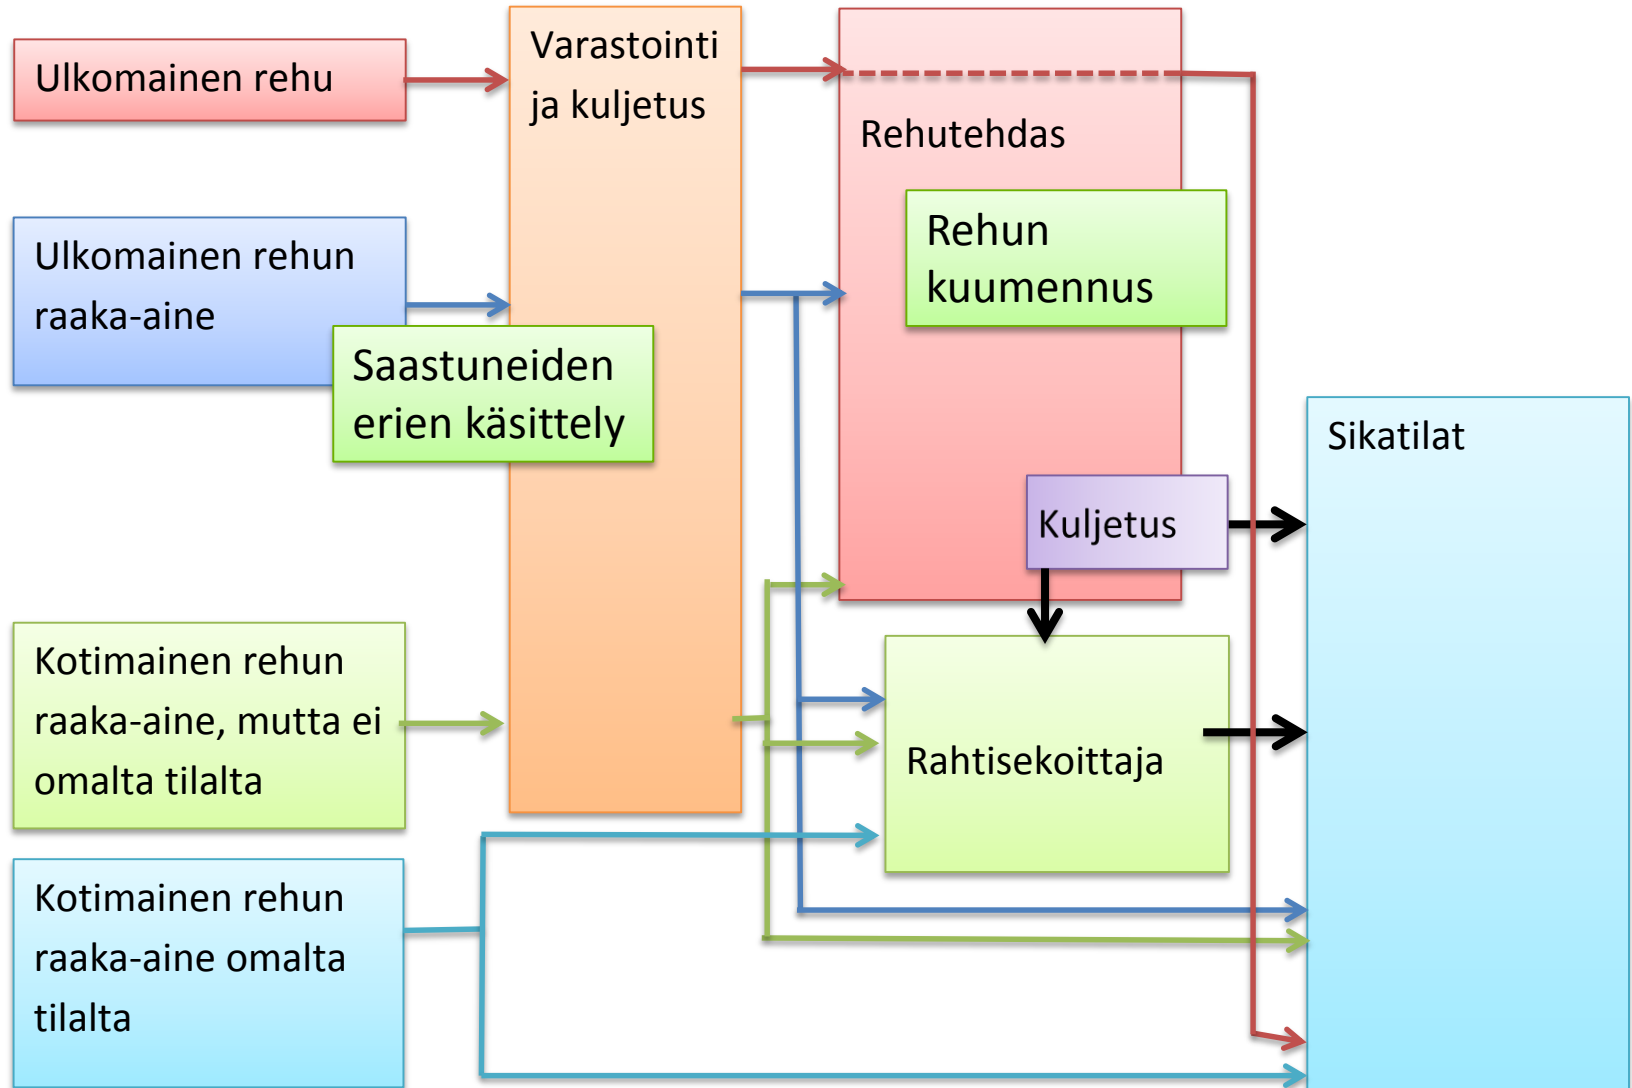 Ulkomainen rehu
Varastointi
ja kuljetus
Rehutehdas
Rehun
kuumennus
Ulkomainen rehun
raaka-aine
Saastuneiden
erien käsittely
Sikatilat
Kuljetus
Kotimainen rehun
raaka-aine, mutta ei
omalta tilalta
Rahtisekoittaja
Kotimainen rehun
raaka-aine omalta
tilalta